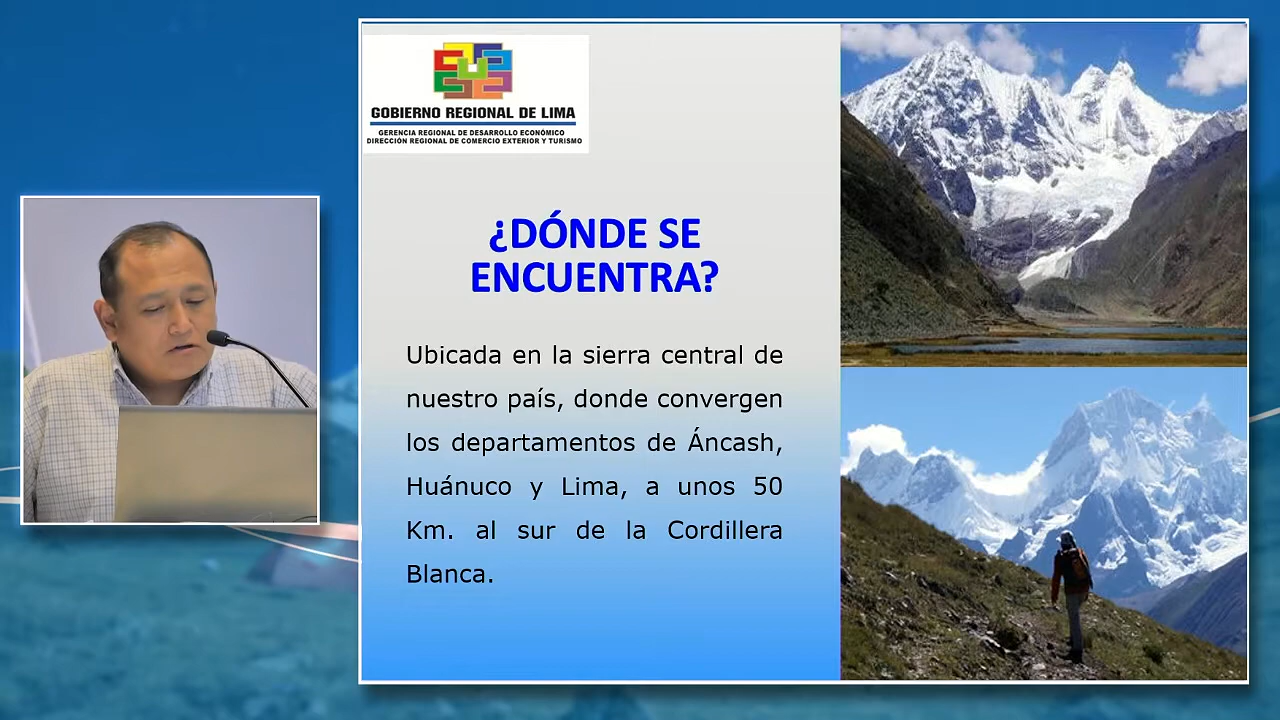 GOBIERNO REGIONAL DE LIMA
GERENCIA REGIONAL DE DESARROLLO ECONÓMICO
DIRECCIÓN REGIONAL DE COMERCIO EXTERIOR Y TURISMO
¿DÓNDE SE
ENCUENTRA?
Ubicada en la sierra central de
nuestro país, donde convergen
los departamentos de Áncash,
Huánuco y Lima, a unos 50
Km. al sur de la Cordillera
Blanca.